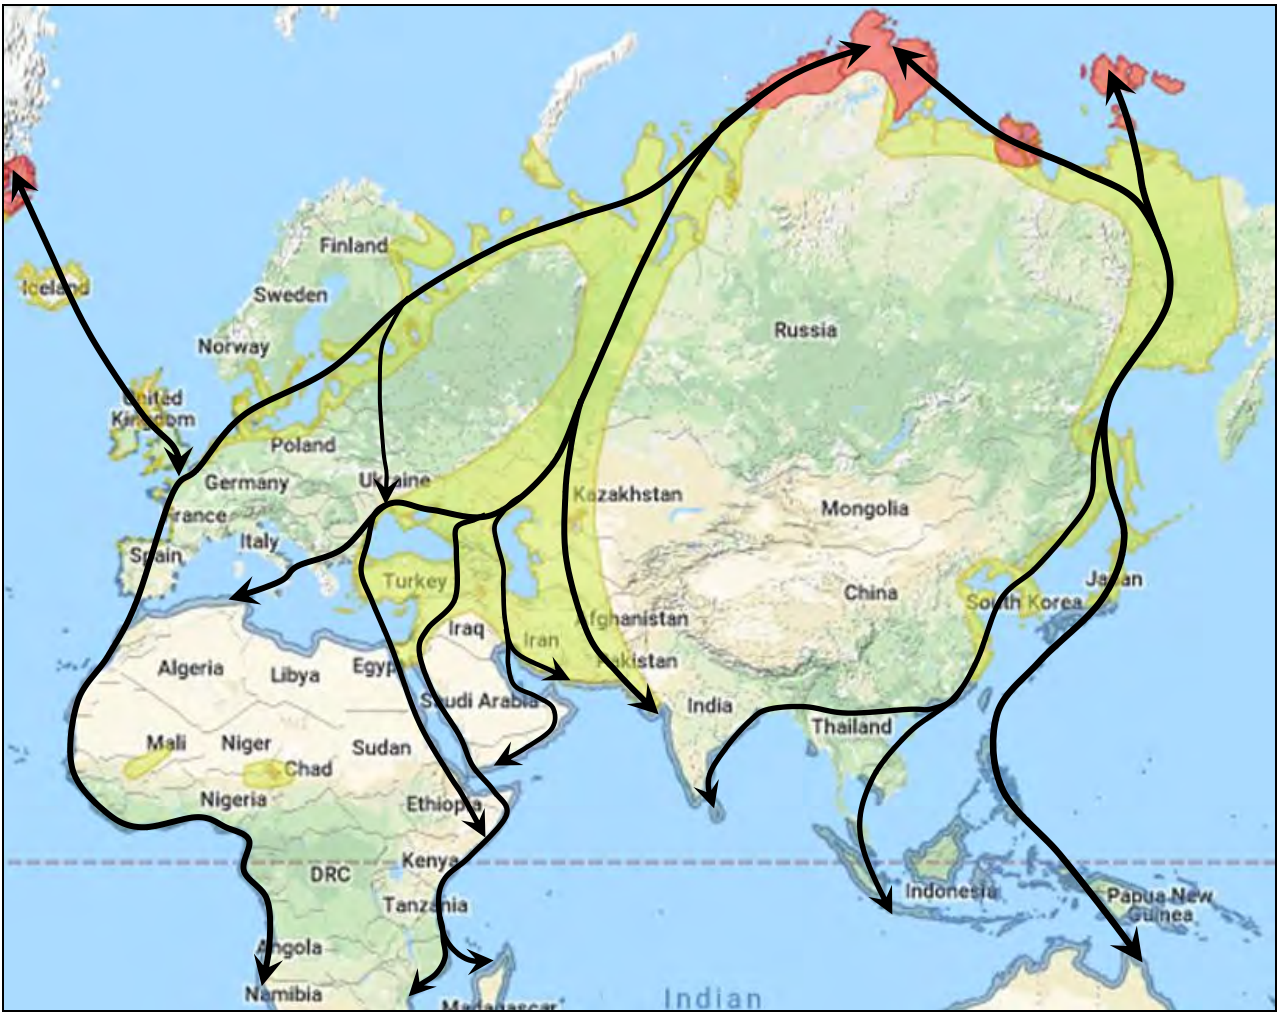 Finland
Iceland
Sweden
Russia
Norway
United
Kingdom
Poland
Germany
Ukraine
Kazakhstan
Mongolia
France
Italy
Spain
Turkey
China
Japan
South Korea
Afghanistan
Iraq
Iran
Pakistan
Algeria
Libya
Egypt
Saudi Arabia
India
Thailand
Mali
Niger
Sudan
Chad
Nigeria
Ethiopia
Kenya
DRC
Indonesia
Papua New
Guinea
Tanzania
Angola
Namibia
Madagascar
Indian